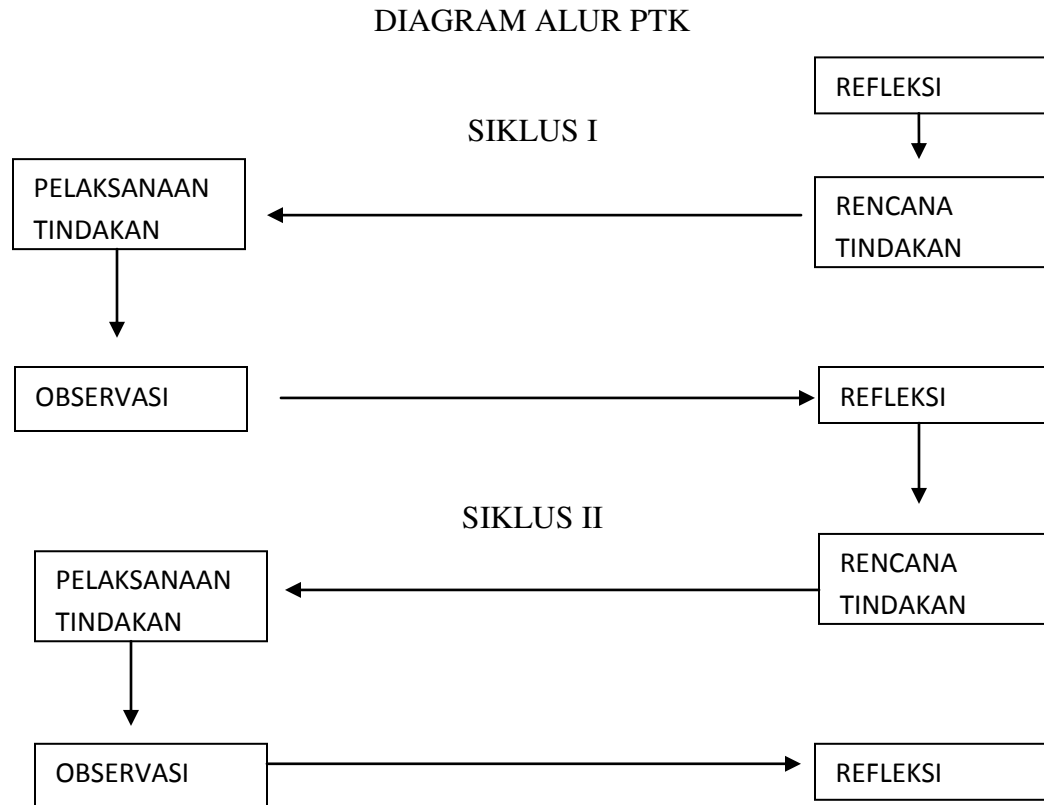 DIAGRAM ALUR PTK
REFLEKSI
SIKLUS I
PELAKSANAAN
TINDAKAN
RENCANA
TINDAKAN
OBSERVASI
REFLEKSI
SIKLUS II
PELAKSANAAN
TINDAKAN
RENCANA
TINDAKAN
OBSERVASI
REFLEKSI